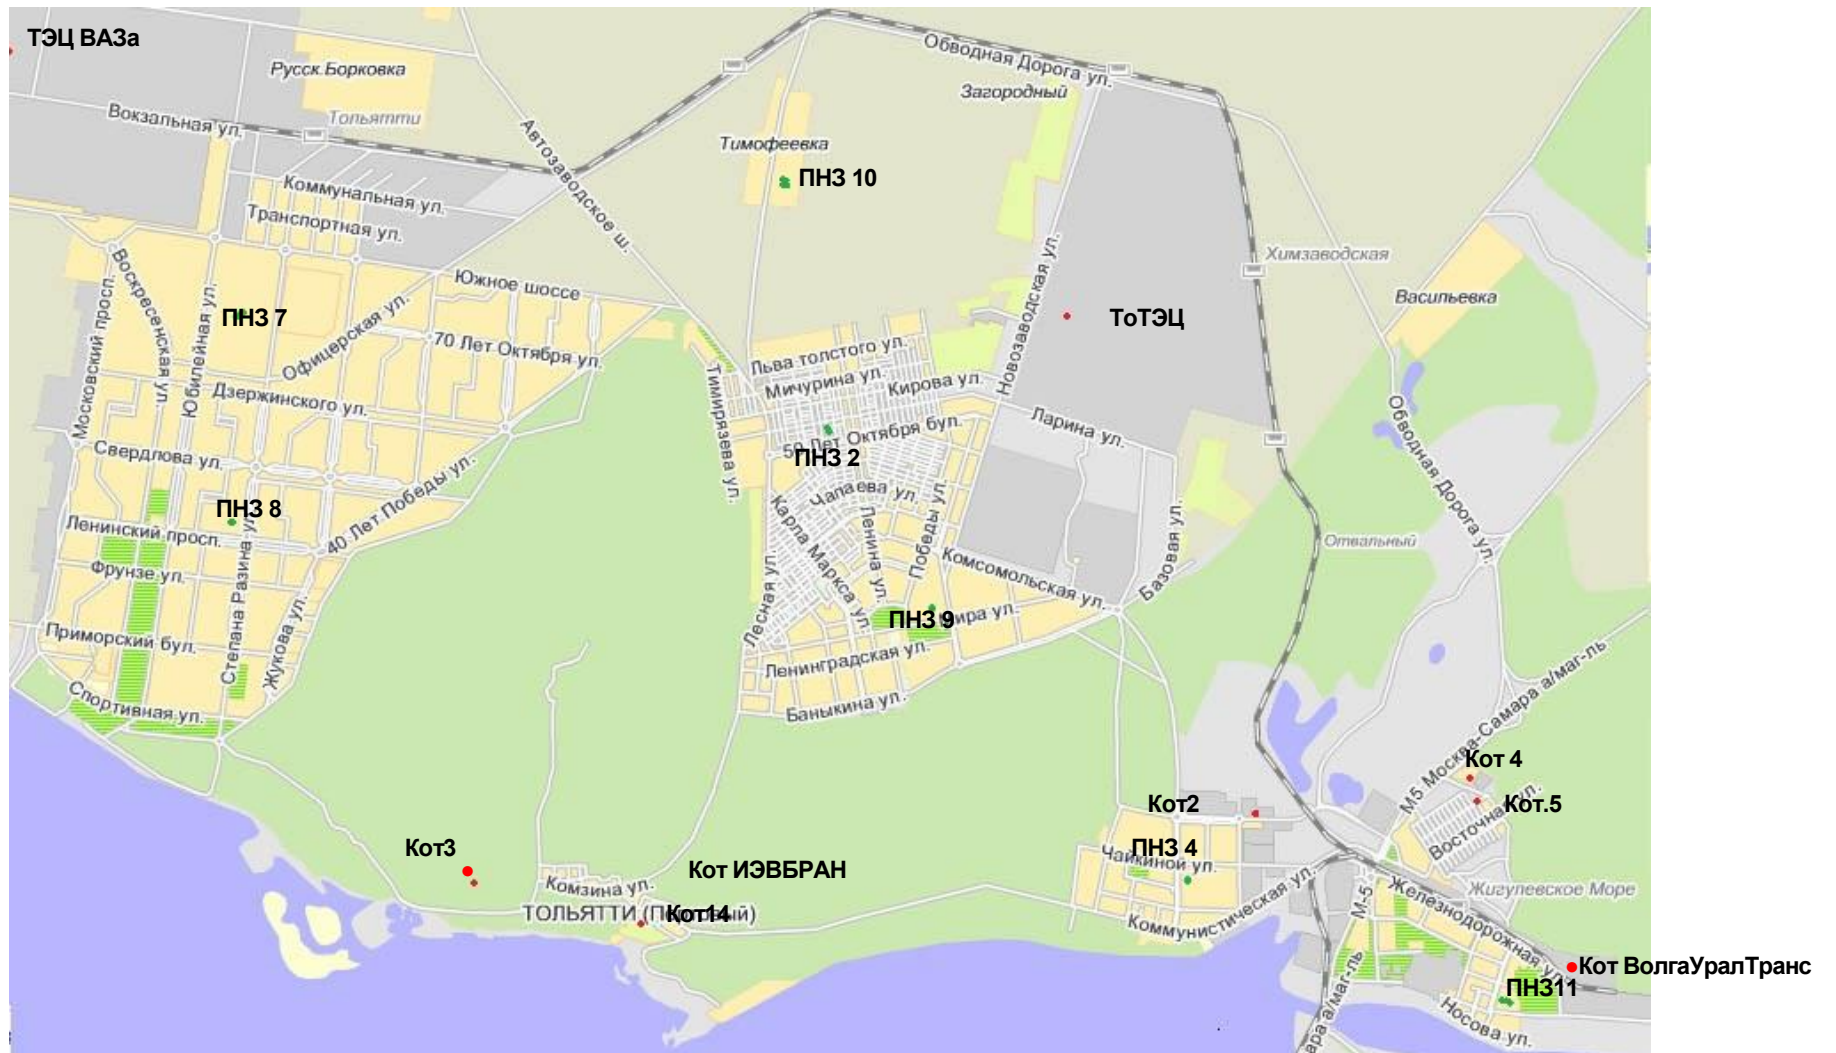 ТЭЦ ВАЗа
Русск.Борковка
Обводная Дорога ул.
Загородный
Вокзальная ул.
Тольятти
Автозаводское ш.
Тимофеевка
ПНЗ 10
Коммунальная ул.
Транспортная ул.
Химзаводская
Васильевка
Южное шоссе
Московский просп.
Воскресенская ул.
Юбилейная ул.
ПНЗ 7
Офицерская ул.
70 Лет Октября ул.
Новозаводская ул.
ТоТЭЦ
Льва толстого ул.
Мичурина ул.
Кирова ул.
Тимирязева ул.
Дзержинского ул.
50 Лет Октября бул.
Ларина ул.
Обводная Дорога ул.
ПНЗ 2
Свердлова ул.
40 Лет Победы ул.
Чапаева ул.
ПНЗ 8
Ленинский просп.
Карла Маркса ул.
Ленина ул.
Победы ул.
Базовая ул.
Отвальный
Фрунзе ул.
Степана Разина ул.
Жукова ул.
Лесная ул.
Комсомольская ул.
ПНЗ 9
Мира ул.
Приморский бул.
Ленинградская ул.
Спортивная ул.
Баныкина ул.
М5 Москва-Самара а/маг-ль
Кот 4
Кот2
Кот.5
Восточная ул.
Кот3
ПНЗ 4
Чайкиной ул.
Кот ИЭВБРАН
Комзина ул.
Жигулевское Море
ТОЛЬЯТТИ (Портовый)
Кот14
Коммунистическая ул.
М-5
Железнодорожная ул.
Кот ВолгаУралТранс
ПНЗ11
Носова ул.
ара а/маг-ль